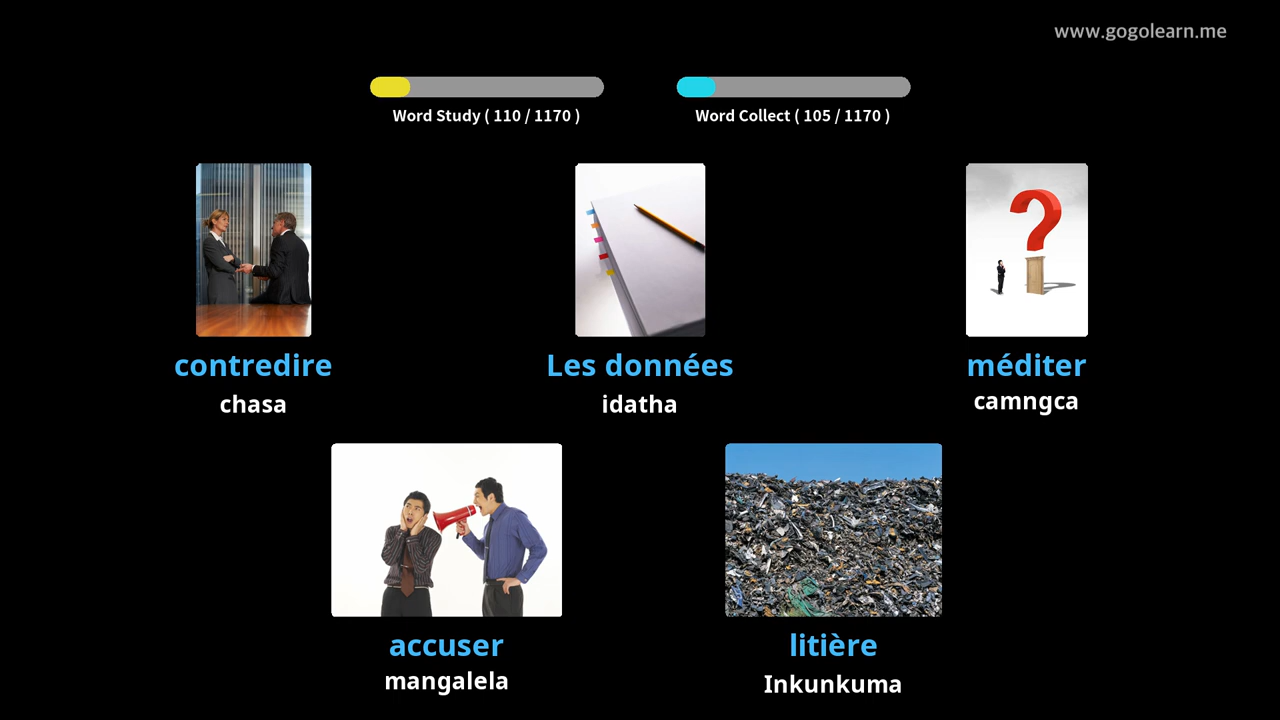 www.gogolearn.me
Word Study ( 110 / 1170 )
Word Collect ( 105 / 1170 )
contredire
chasa
Les données
idatha
méditer
camngca
accuser
mangalela
litière
Inkunkuma